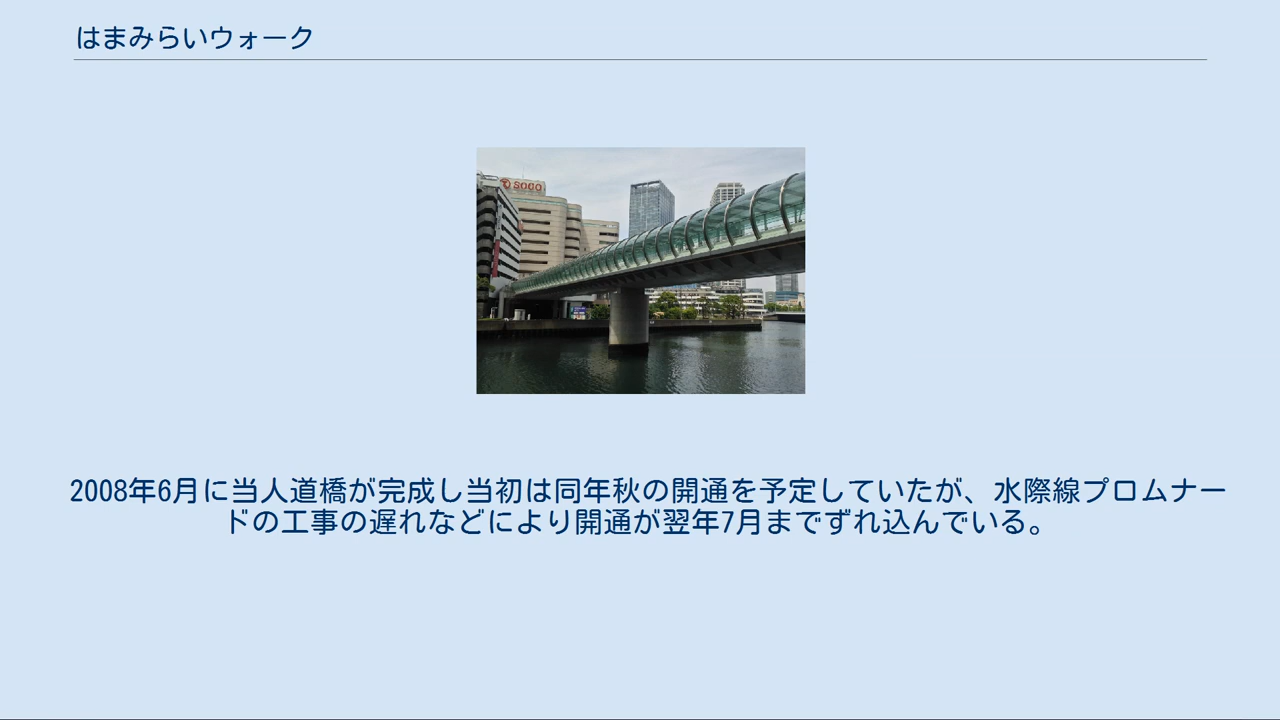 はまみらいウォーク
SOGO
2008年6月に当人道橋が完成し当初は同年秋の開通を予定していたが、水際線プロムナー
ドの工事の遅れなどにより開通が翌年7月までずれ込んでいる。